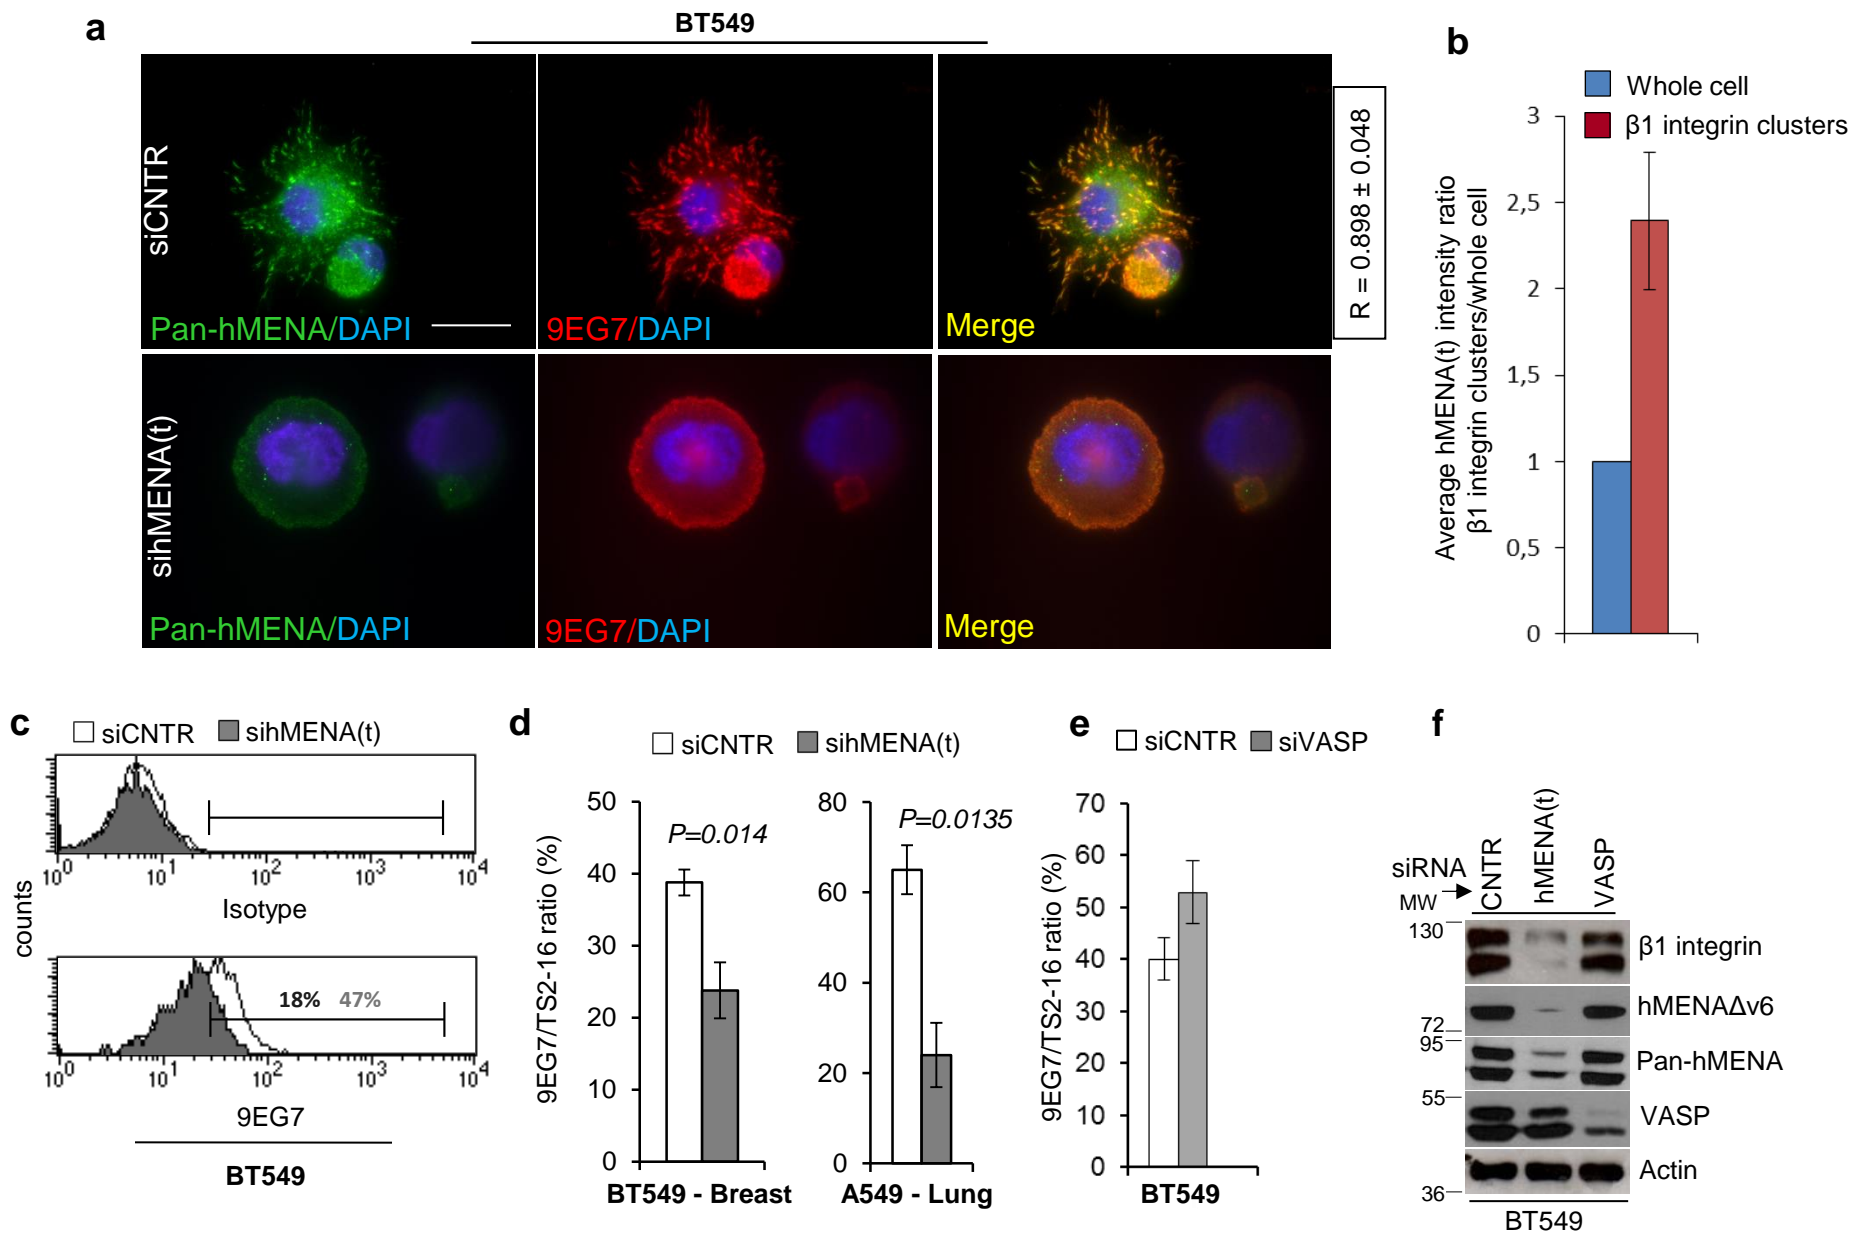 a
BT549
siCNTR
Pan-hMENA/DAPI
9EG7/DAPI
Merge
R = 0.898 ± 0.048
sihMENA(t)
Pan-hMENA/DAPI
9EG7/DAPI
Merge
b
Whole cell
β1 integrin clusters
Average hMENA(t) intensity ratio
β1 integrin clusters/whole cell
3
2,5
2
1,5
1
0,5
0
c
siCNTR sihMENA(t)
counts
10^0 10^1 10^2 10^3 10^4
Isotype
18% 47%
10^0 10^1 10^2 10^3 10^4
9EG7
BT549
d
siCNTR sihMENA(t)
9EG7/TS2-16 ratio (%)
50
40
30
20
10
0
P=0.014
BT549 - Breast
80
60
40
20
0
P=0.0135
A549 - Lung
e
siCNTR siVASP
9EG7/TS2-16 ratio (%)
70
60
50
40
30
20
10
0
BT549
f
siRNA
MW
CNTR
hMENA(t)
VASP
130
β1 integrin
hMENAΔv6
72
95
Pan-hMENA
55
VASP
Actin
36
BT549